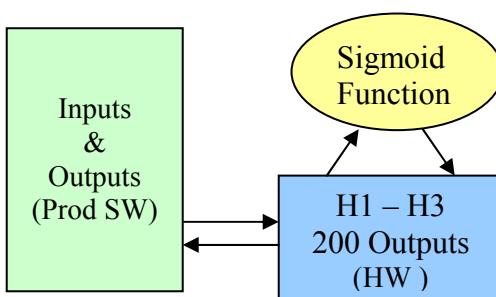 Inputs
&
Outputs
(Prod SW)
Sigmoid
Function
H1 – H3
200 Outputs
(HW )